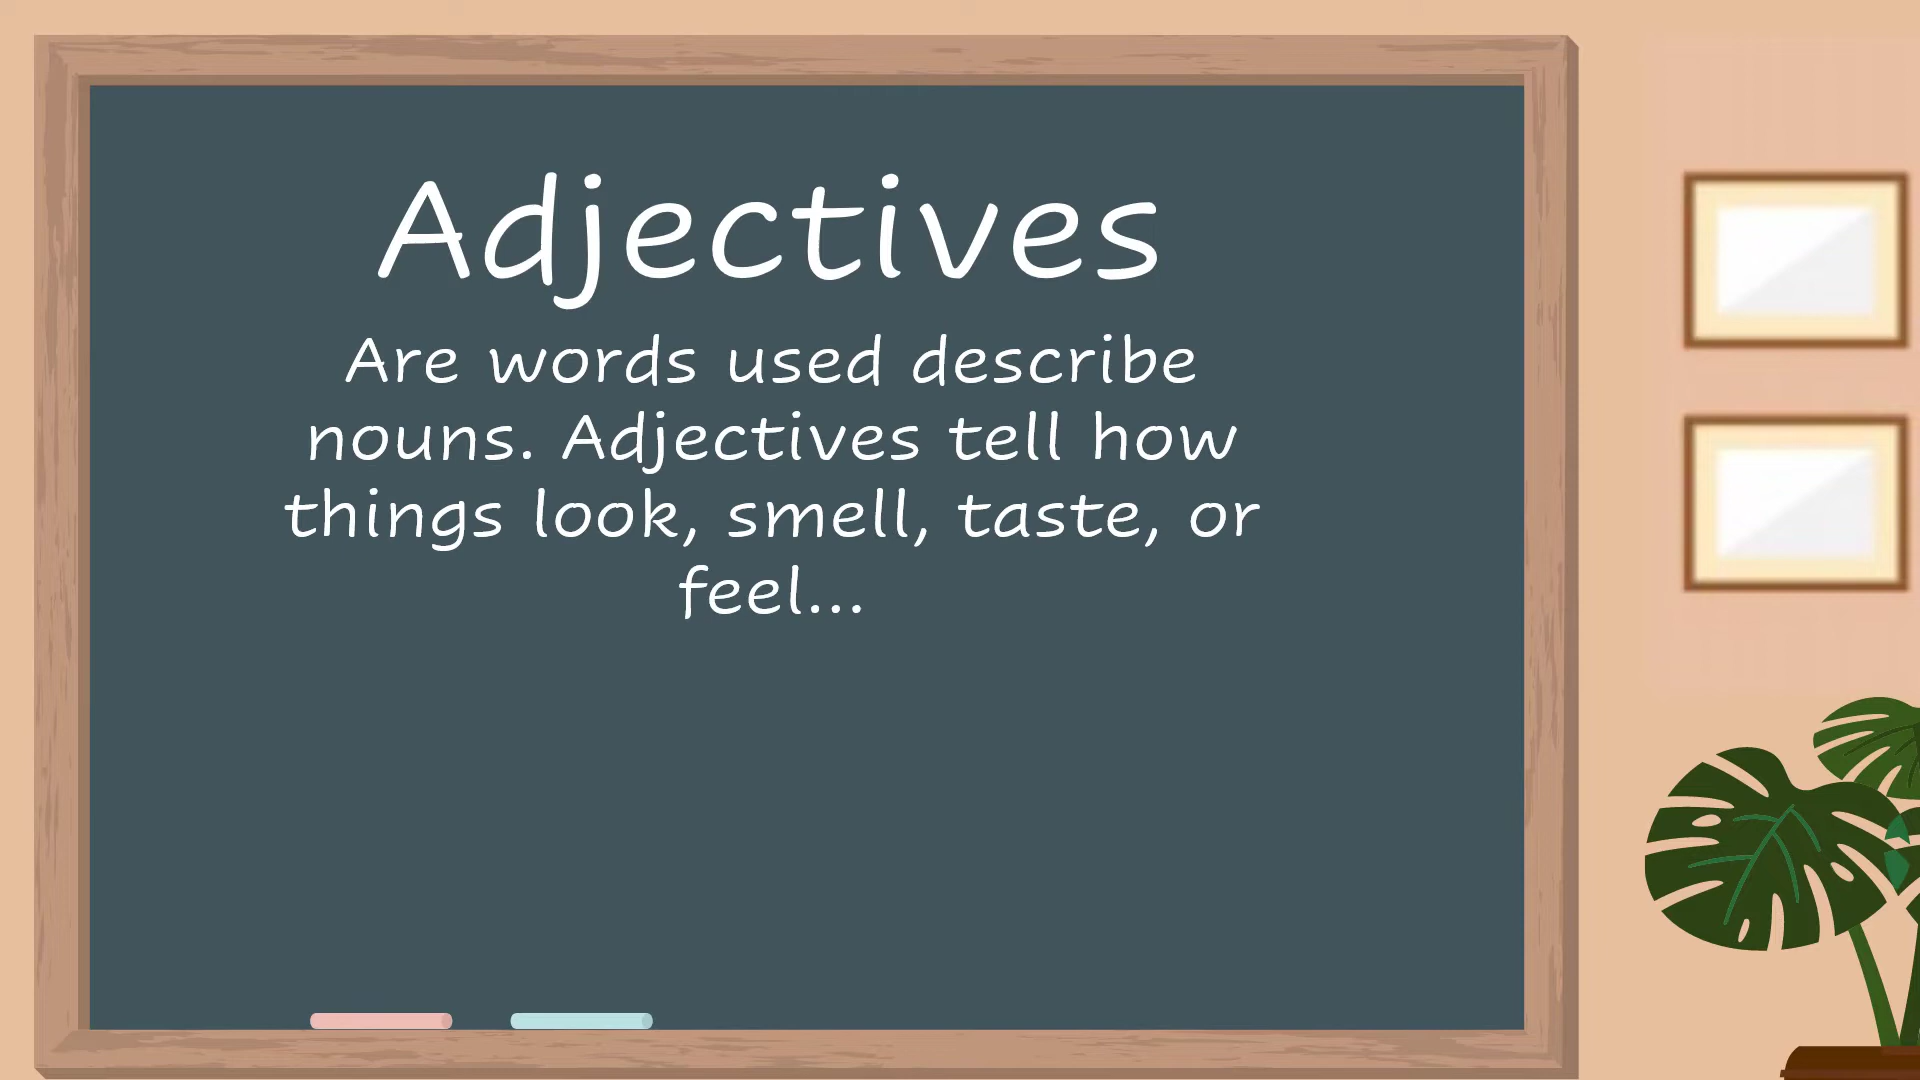 Adjectives
Are words used describe
nouns. Adjectives tell how
things look, smell, taste, or
feel...